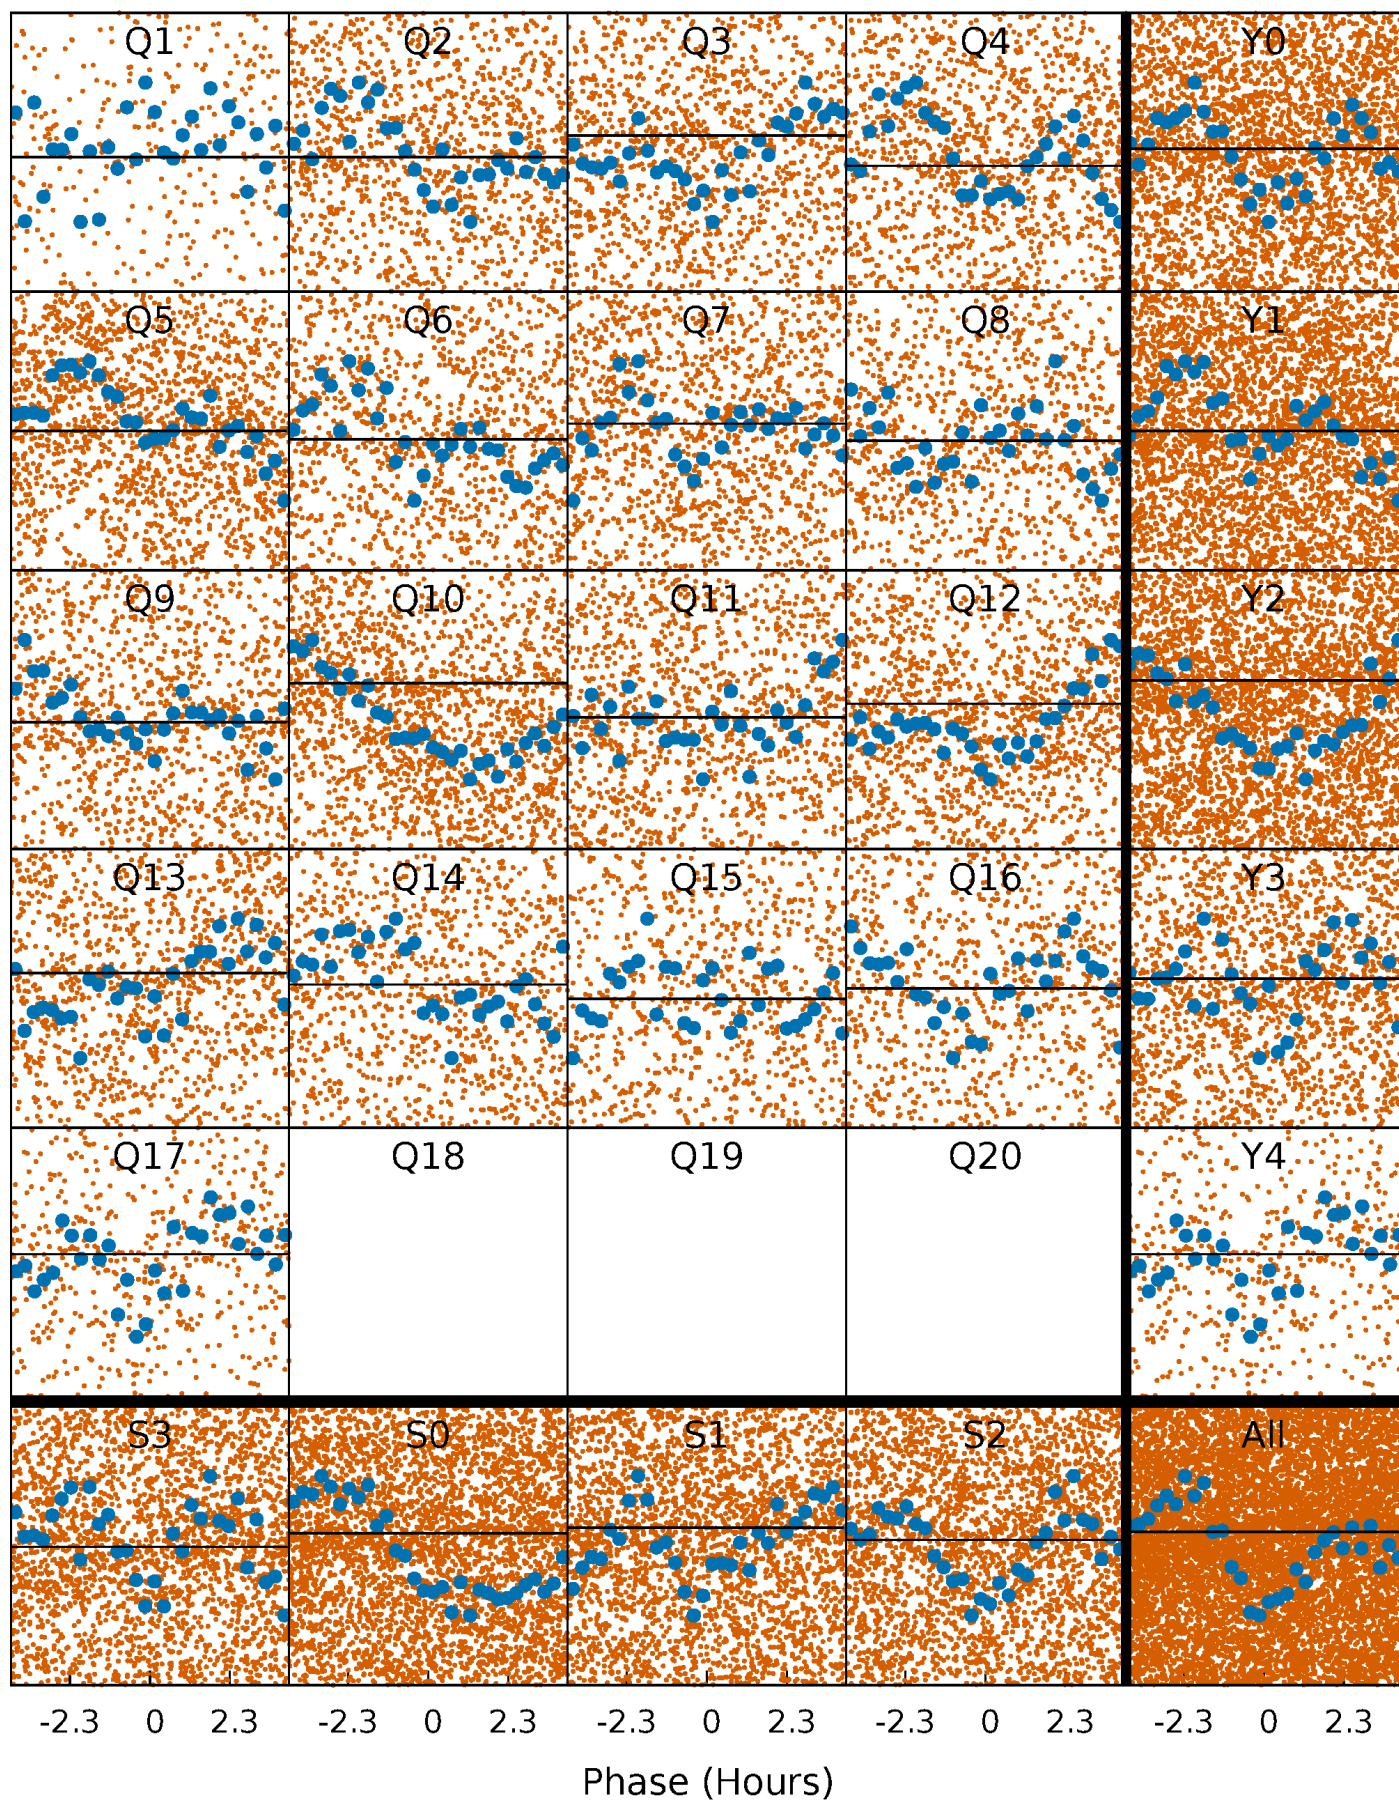 Q1 Q2 Q3 Q4 Y0
Q5 Q6 Q7 Q8 Y1
Q9 Q10 Q11 Q12 Y2
Q13 Q14 Q15 Q16 Y3
Q17 Q18 Q19 Q20 Y4
S3 S0 S1 S2 All
-2.3 0 2.3 -2.3 0 2.3 -2.3 0 2.3 -2.3 0 2.3 -2.3 0 2.3
Phase (Hours)